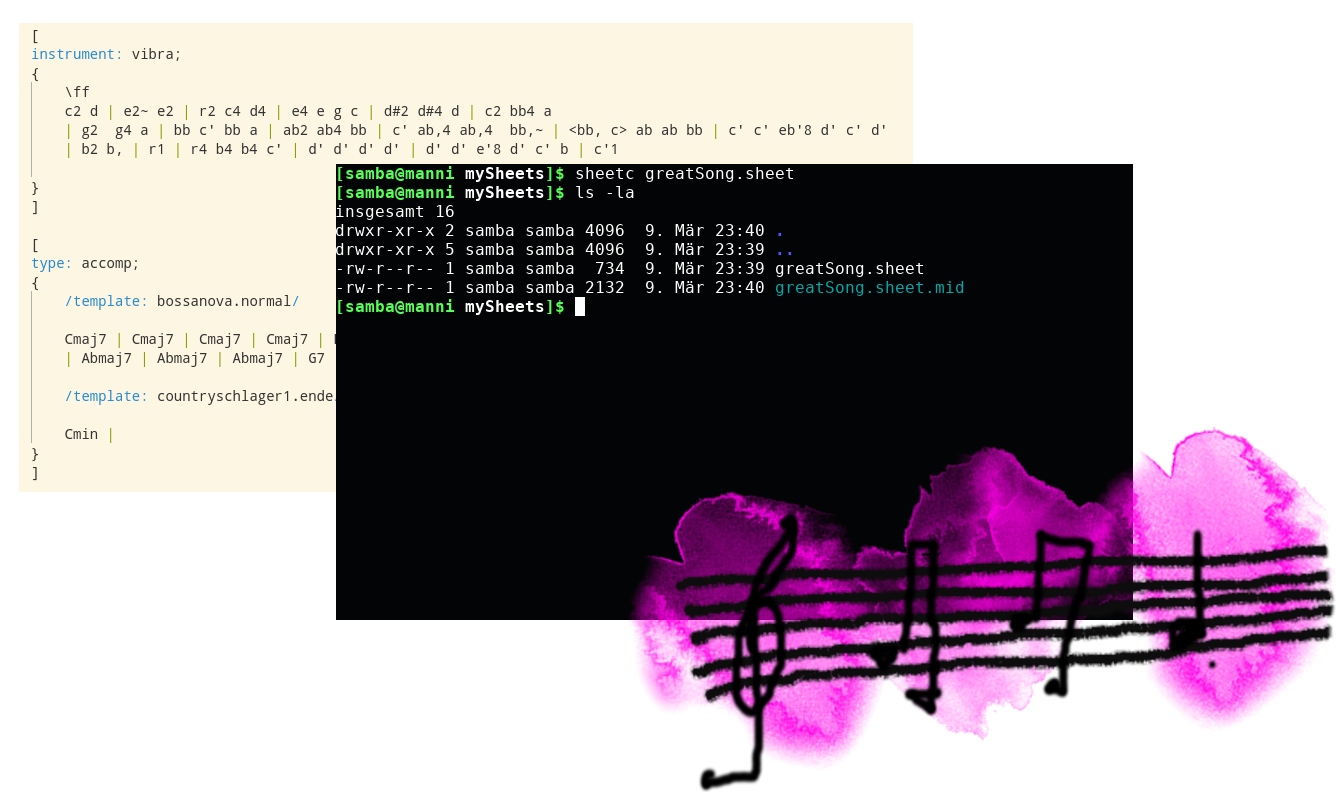 [
instrument: vibra;
{
\ff
c2 d | e2~ e2 | r2 c4 d4 | e4 e g c | d#2 d#4 d | c2 bb4 a
| g2  g4 a | bb c' bb a | ab2 ab4 bb | c' ab,4 ab,4  bb,~ | <bb, c> ab ab bb | c' c' eb'8 d' c' d'
| b2 b, | r1 | r4 b4 b4 c' | d' d' d' d' | d' d' e'8 d' c' b | c'1
}
]
[
type: accomp;
{
/template: bossanova.normal/
Cmaj7 | Cmaj7 | Cmaj7 | Cmaj7 |
| Abmaj7 | Abmaj7 | Abmaj7 | G7
/template: countryschlager1.ende
Cmin |
}
]
[samba@manni mySheets]$ sheetc greatSong.sheet
[samba@manni mySheets]$ ls -la
insgesamt 16
drwxr-xr-x 2 samba samba 4096  9. Mär 23:40 .
drwxr-xr-x 5 samba samba 4096  9. Mär 23:39 ..
-rw-r--r-- 1 samba samba  734  9. Mär 23:39 greatSong.sheet
-rw-r--r-- 1 samba samba 2132  9. Mär 23:40 greatSong.sheet.mid
[samba@manni mySheets]$